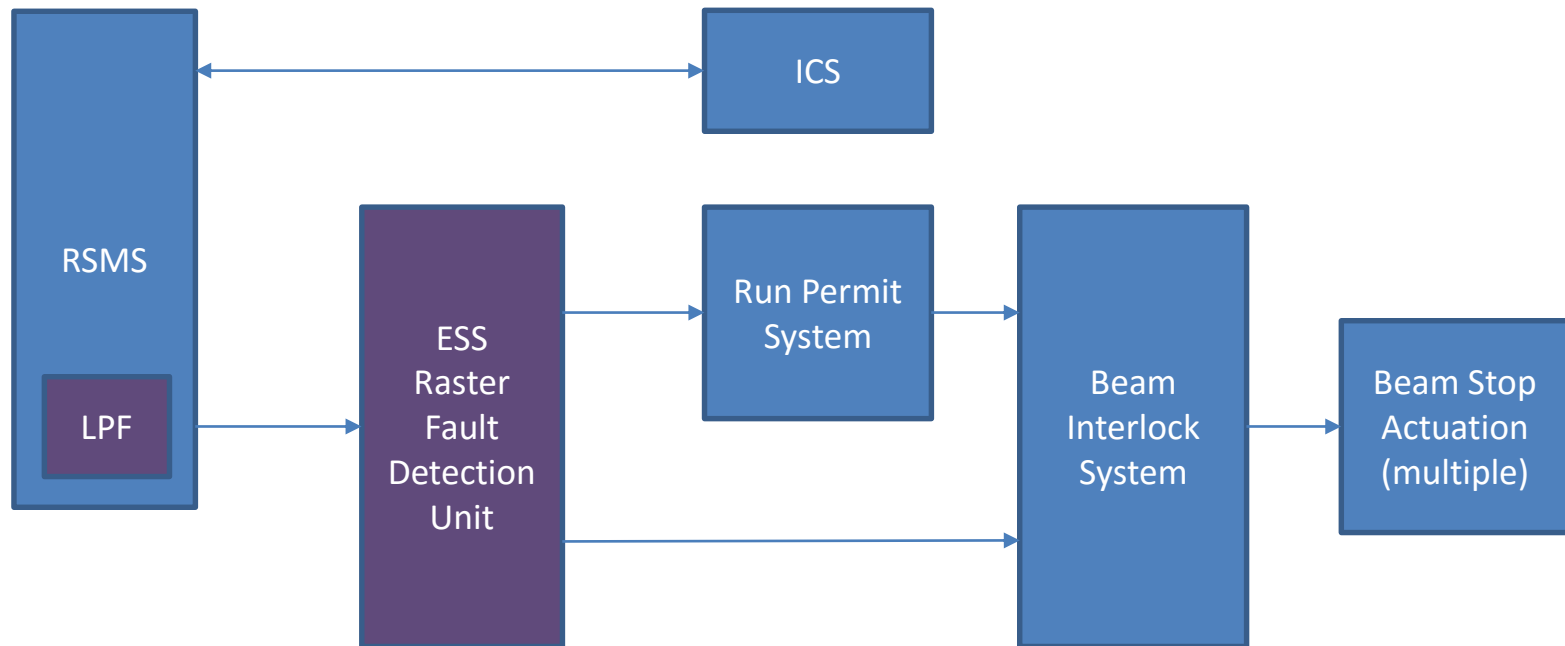 ICS
RSMS
LPF
ESS
Raster
Fault
Detection
Unit
Run Permit
System
Beam
Interlock
System
Beam Stop
Actuation
(multiple)